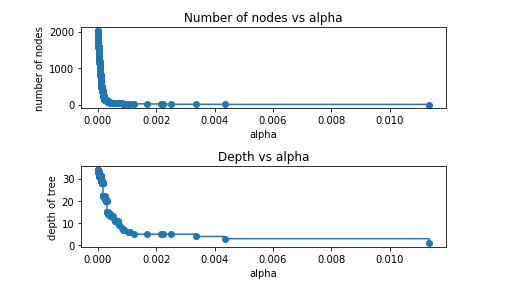 Number of nodes vs alpha
number of nodes
2000
1000
0
0.000 0.002 0.004 0.006 0.008 0.010
alpha
Depth vs alpha
depth of tree
30
20
10
0
0.000 0.002 0.004 0.006 0.008 0.010
alpha